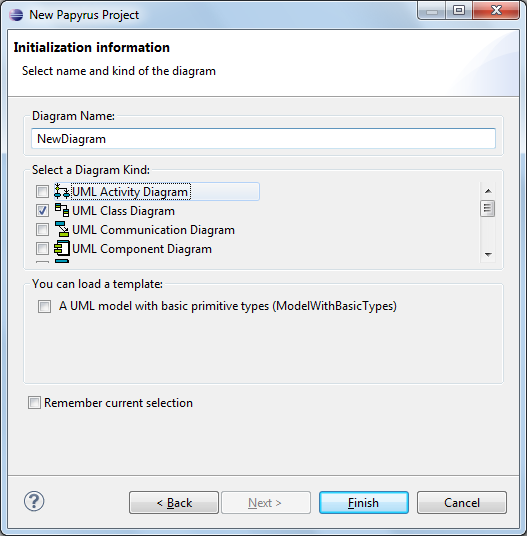 New Papyrus Project
Initialization information
Select name and kind of the diagram
Diagram Name:
NewDiagram
Select a Diagram Kind:
UML Activity Diagram
UML Class Diagram
UML Communication Diagram
UML Component Diagram
You can load a template:
A UML model with basic primitive types (ModelWithBasicTypes)
Remember current selection
? < Back Next > Finish Cancel